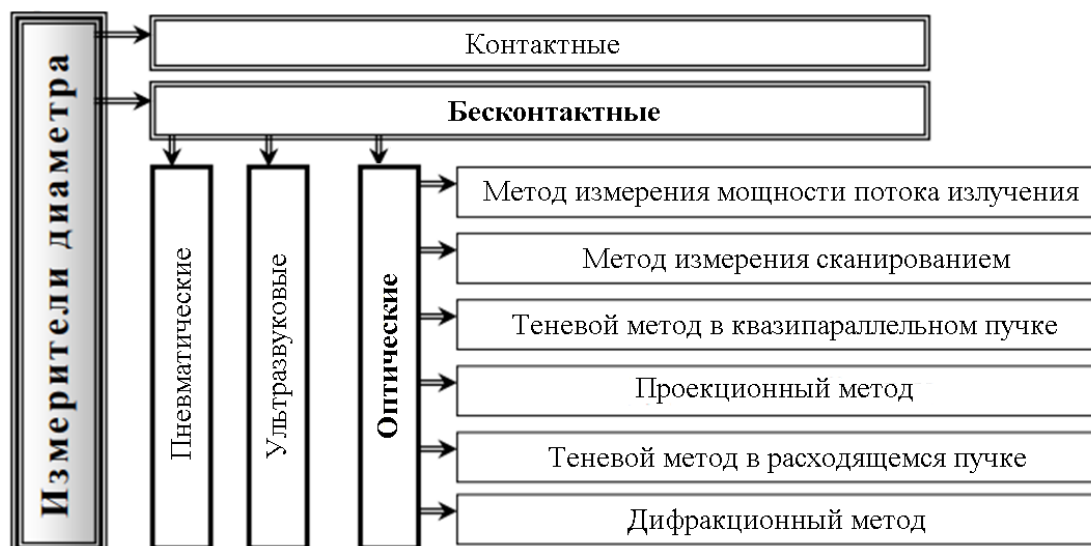 Измерители диаметра
Контактные
Бесконтактные
Пневматические
Ультразвуковые
Оптические
Метод измерения мощности потока излучения
Метод измерения сканированием
Теневой метод в квазипараллельном пучке
Проекционный метод
Теневой метод в расходящемся пучке
Дифракционный метод